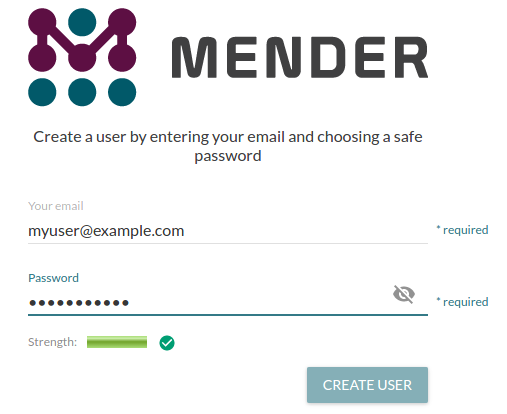 MENDER
Create a user by entering your email and choosing a safe
password
Your email
myuser@example.com
* required
Password
•••••••••••
* required
Strength:
CREATE USER